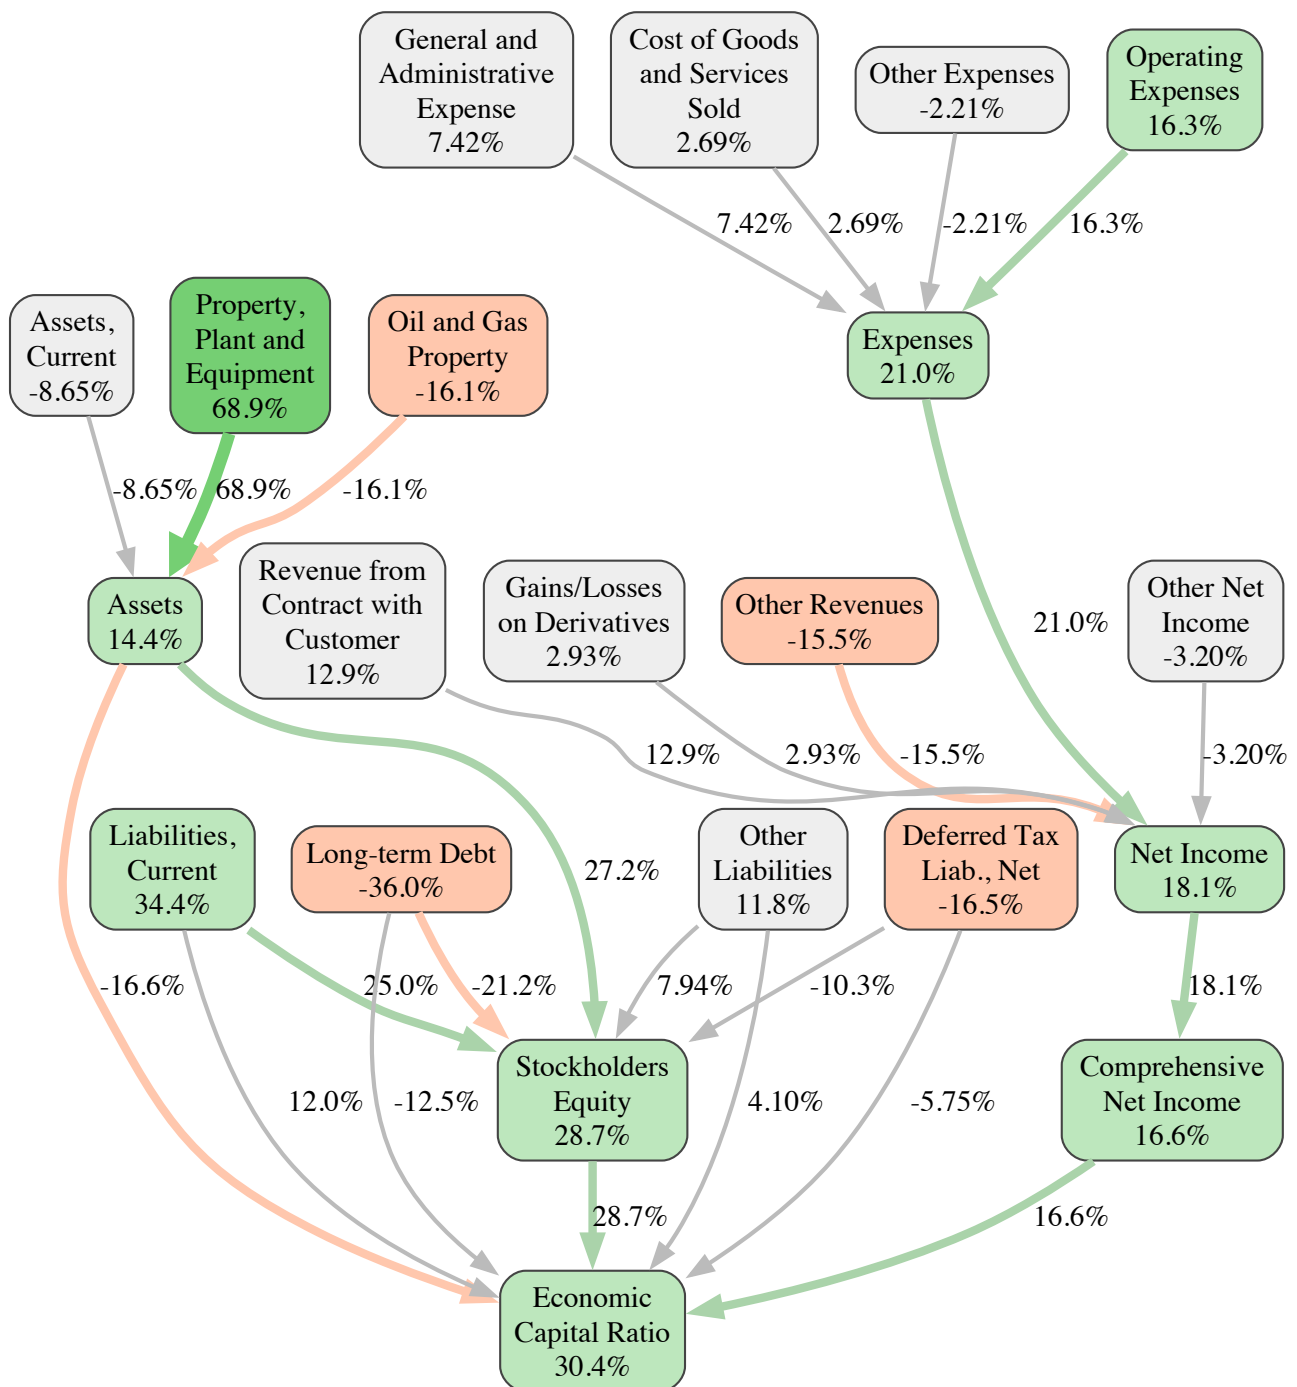 General and
Administrative
Expense
7.42%
Cost of Goods
and Services
Sold
2.69%
Other Expenses
-2.21%
Operating
Expenses
16.3%
7.42%
2.69%
-2.21%
16.3%
Assets,
Current
-8.65%
Property,
Plant and
Equipment
68.9%
Oil and Gas
Property
-16.1%
Expenses
21.0%
-8.65%
68.9%
-16.1%
Assets
14.4%
Revenue from
Contract with
Customer
12.9%
Gains/Losses
on Derivatives
2.93%
Other Revenues
-15.5%
21.0%
Other Net
Income
-3.20%
12.9%
2.93%
-15.5%
-3.20%
Liabilities,
Current
34.4%
Long-term Debt
-36.0%
27.2%
Other
Liabilities
11.8%
Deferred Tax
Liab., Net
-16.5%
Net Income
18.1%
-16.6%
25.0%
-21.2%
7.94%
-10.3%
18.1%
Stockholders
Equity
28.7%
Comprehensive
Net Income
16.6%
12.0%
-12.5%
4.10%
-5.75%
28.7%
16.6%
Economic
Capital Ratio
30.4%